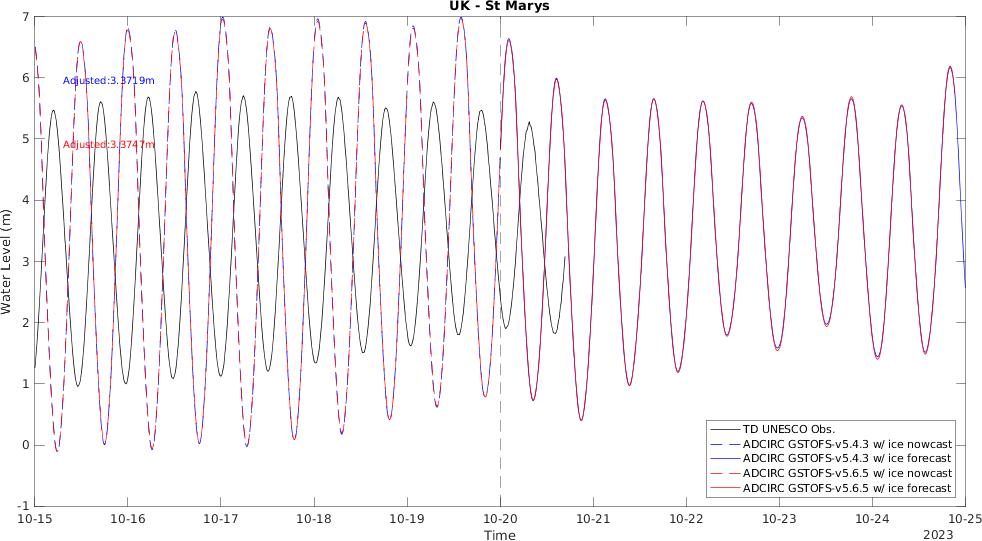 UK - St Marys
7
6
5
4
3
2
1
0
-1
Water Level (m)
Adjusted:3.3719m
Adjusted:3.3747m
TD UNESCO Obs.
ADCIRC GSTOFS-v5.4.3 w/ ice nowcast
ADCIRC GSTOFS-v5.4.3 w/ ice forecast
ADCIRC GSTOFS-v5.6.5 w/ ice nowcast
ADCIRC GSTOFS-v5.6.5 w/ ice forecast
10-15 10-16 10-17 10-18 10-19 10-20 10-21 10-22 10-23 10-24 10-25
Time
2023